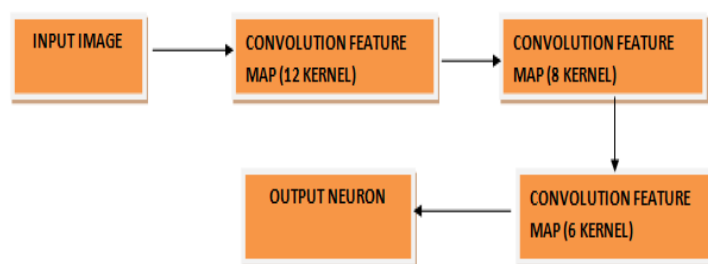 INPUT IMAGE
CONVOLUTION FEATURE
MAP (12 KERNEL)
CONVOLUTION FEATURE
MAP (8 KERNEL)
CONVOLUTION FEATURE
MAP (6 KERNEL)
OUTPUT NEURON